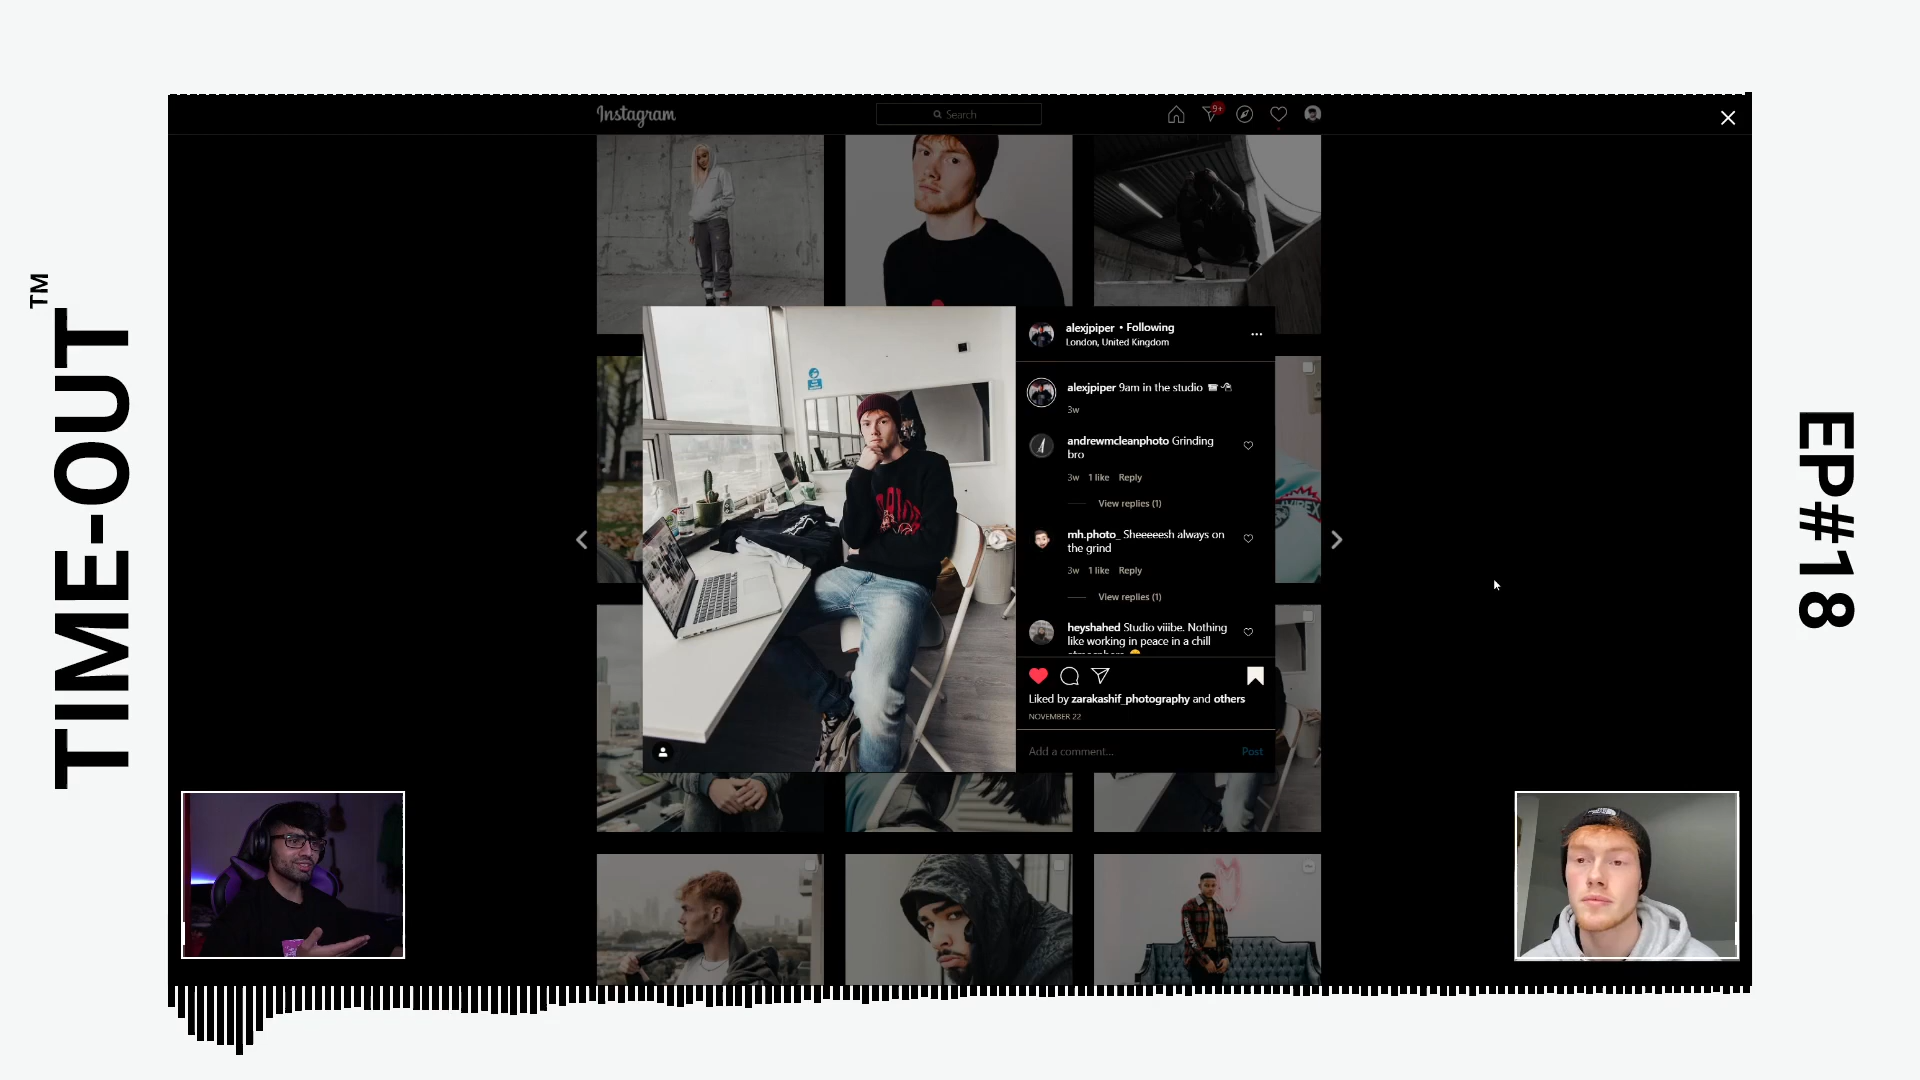 TIME-OUT™
EP#18
Instagram
Search
9+
alexjpiper • Following
London, United Kingdom
alexjpiper 9am in the studio
3w
andrewmcleanphoto Grinding
bro
3w 1 like Reply
View replies (1)
mh.photo_ Sheeeeesh always on
the grind
3w 1 like Reply
View replies (1)
heyshahed Studio viiibe. Nothing
like working in peace in a chill
atmosphere
Liked by zarakashif_photography and others
NOVEMBER 22
Add a comment...
Post